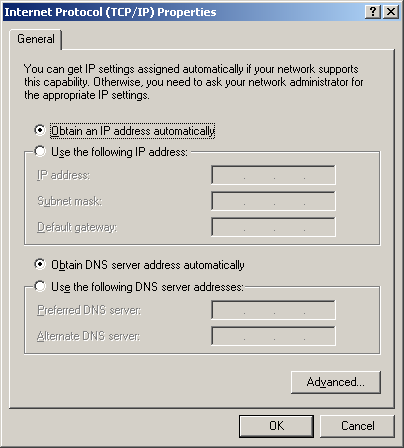 Internet Protocol (TCP/IP) Properties
General
You can get IP settings assigned automatically if your network supports
this capability. Otherwise, you need to ask your network administrator for
the appropriate IP settings.
Obtain an IP address automatically
Use the following IP address:
IP address:
Subnet mask:
Default gateway:
Obtain DNS server address automatically
Use the following DNS server addresses:
Preferred DNS server:
Alternate DNS server:
Advanced...
OK Cancel